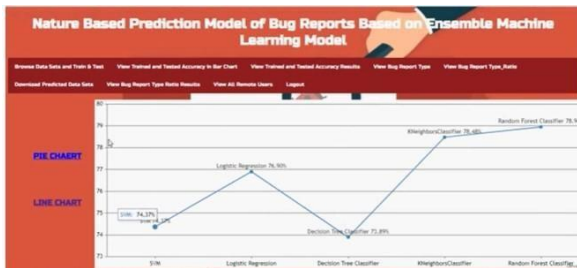 Nature Based Prediction Model of Bug Reports Based on Ensemble Machine
Learning Model
Browse Data Sets and Train & Test View Trained and Tested Accuracy in Bar Chart View Trained and Tested Accuracy Results View Bug Report Type View Bug Report Type_Ratio
Download Predicted Data Sets View Bug Report Type Ratio Results View All Remote Users Logout
80
79
Random Forest Classifier 78.9
KNeighborsClassifier 78.48%
PIE CHAERT
78
77
Logistic Regression 76.90%
76
LINE CHART
75
SVM: 74.37%
74
Decision Tree Classifier 73.89%
73
SVM Logistic Regression Decision Tree Classifier KNeighborsClassifier Random Forest Classifier